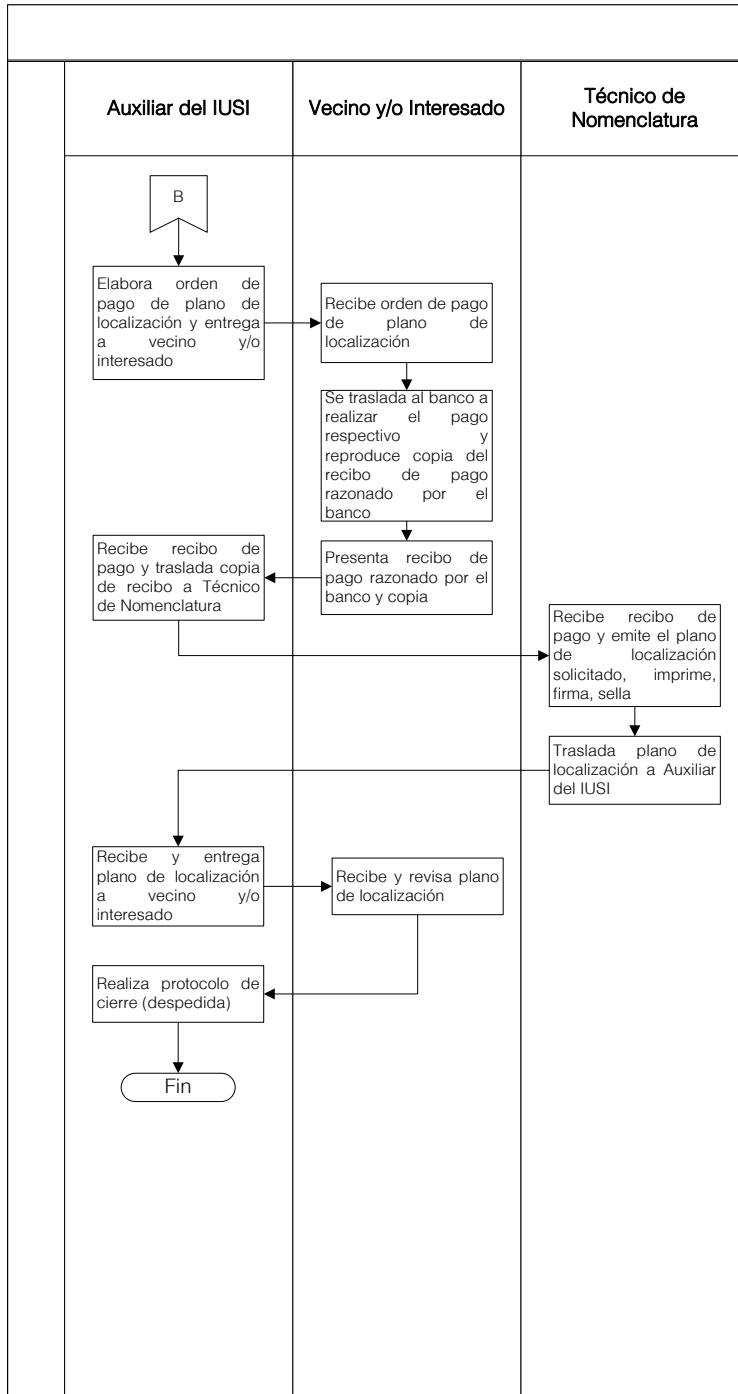 Auxiliar del IUSI
Vecino y/o Interesado
Técnico de
Nomenclatura
B
Elabora orden de
pago de plano de
localización y entrega
a vecino y/o
interesado
Recibe orden de pago
de plano de
localización
Se traslada al banco a
realizar el pago
respectivo y
reproduce copia del
recibo de pago
razonado por el
banco
Presenta recibo de
pago razonado por el
banco y copia
Recibe recibo de
pago y traslada copia
de recibo a Técnico
de Nomenclatura
Recibe recibo de
pago y emite el plano
de localización
solicitado, imprime,
firma, sella
Traslada plano de
localización a Auxiliar
del IUSI
Recibe y entrega
plano de localización
a vecino y/o
interesado
Recibe y revisa plano
de localización
Realiza protocolo de
cierre (despedida)
Fin